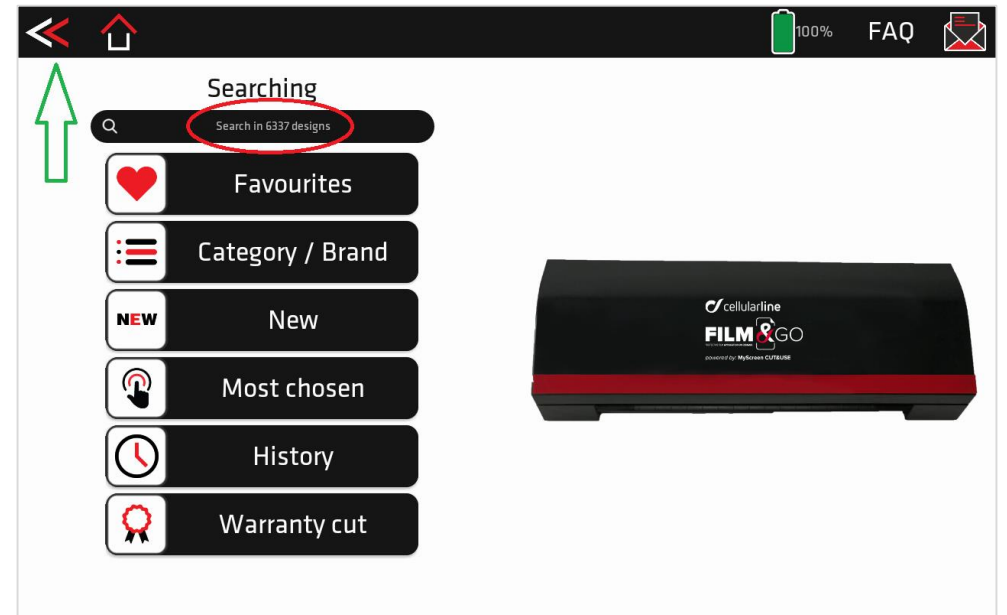 100%
FAQ
Searching
Search in 6337 designs
Favourites
Category / Brand
NEW
New
Most chosen
History
Warranty cut
cellularline
FILM&GO
powered by MyScreen CUT&USE